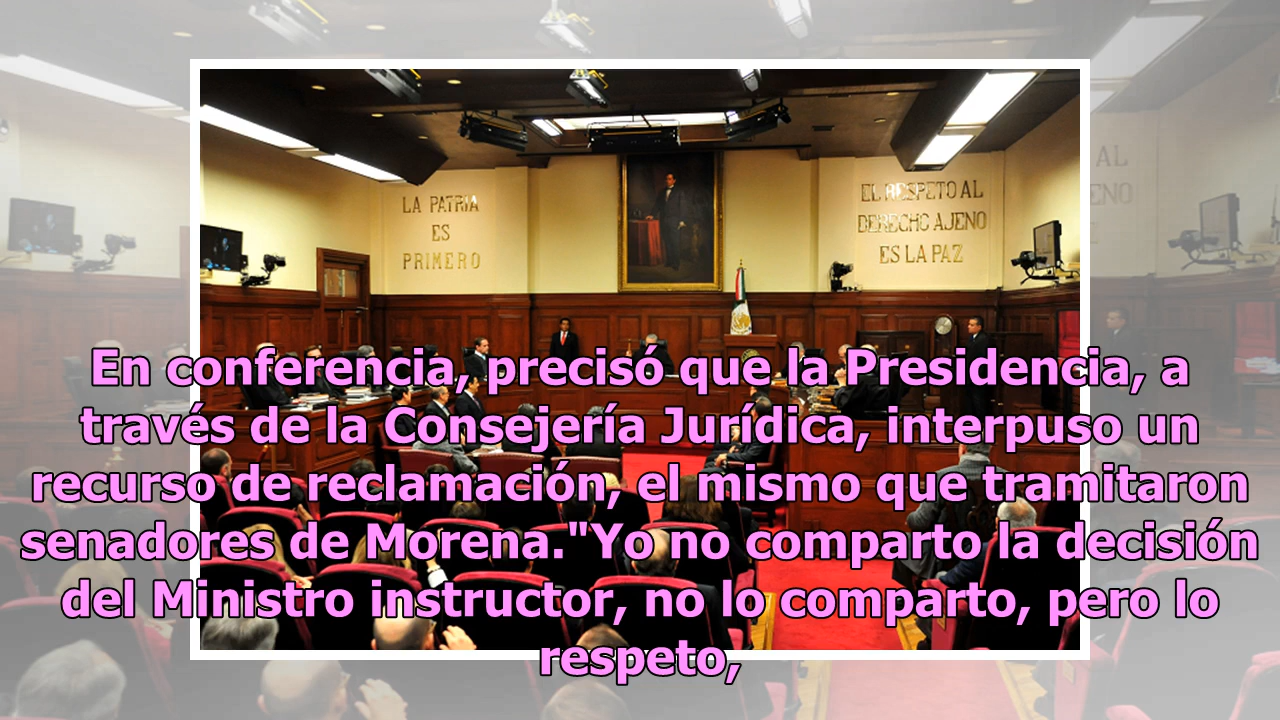 LA PATRIA
ES
PRIMERO
EL RESPETO AL
DERECHO AJENO
ES LA PAZ
AL
ENO
En conferencia, precisó que la Presidencia, a
través de la Consejería Jurídica, interpuso un
recurso de reclamación, el mismo que tramitaron
senadores de Morena."Yo no comparto la decisión
del Ministro instructor, no lo comparto, pero lo
respeto,